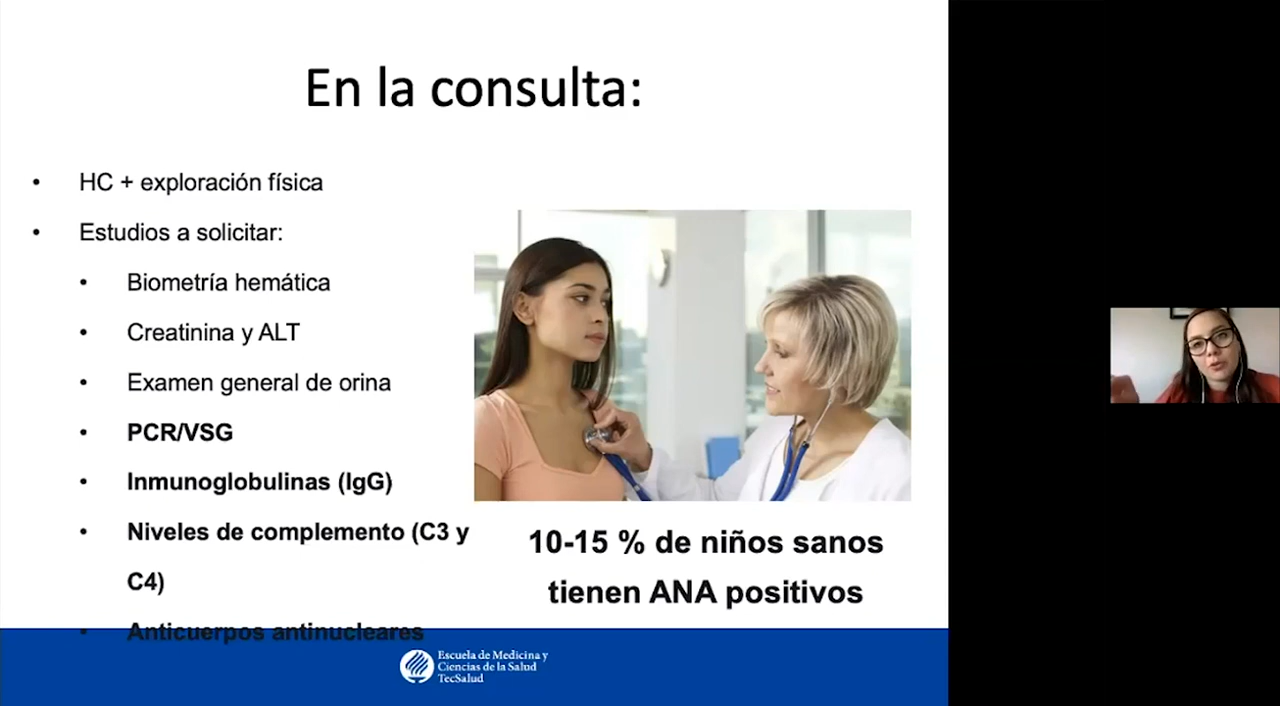 En la consulta:
• HC + exploración física
• Estudios a solicitar:
• Biometría hemática
• Creatinina y ALT
• Examen general de orina
• PCR/VSG
• Inmunoglobulinas (IgG)
• Niveles de complemento (C3 y
C4)
• Anticuerpos antinucleares
10-15 % de niños sanos
tienen ANA positivos
Escuela de Medicina y
Ciencias de la Salud
TecSalud